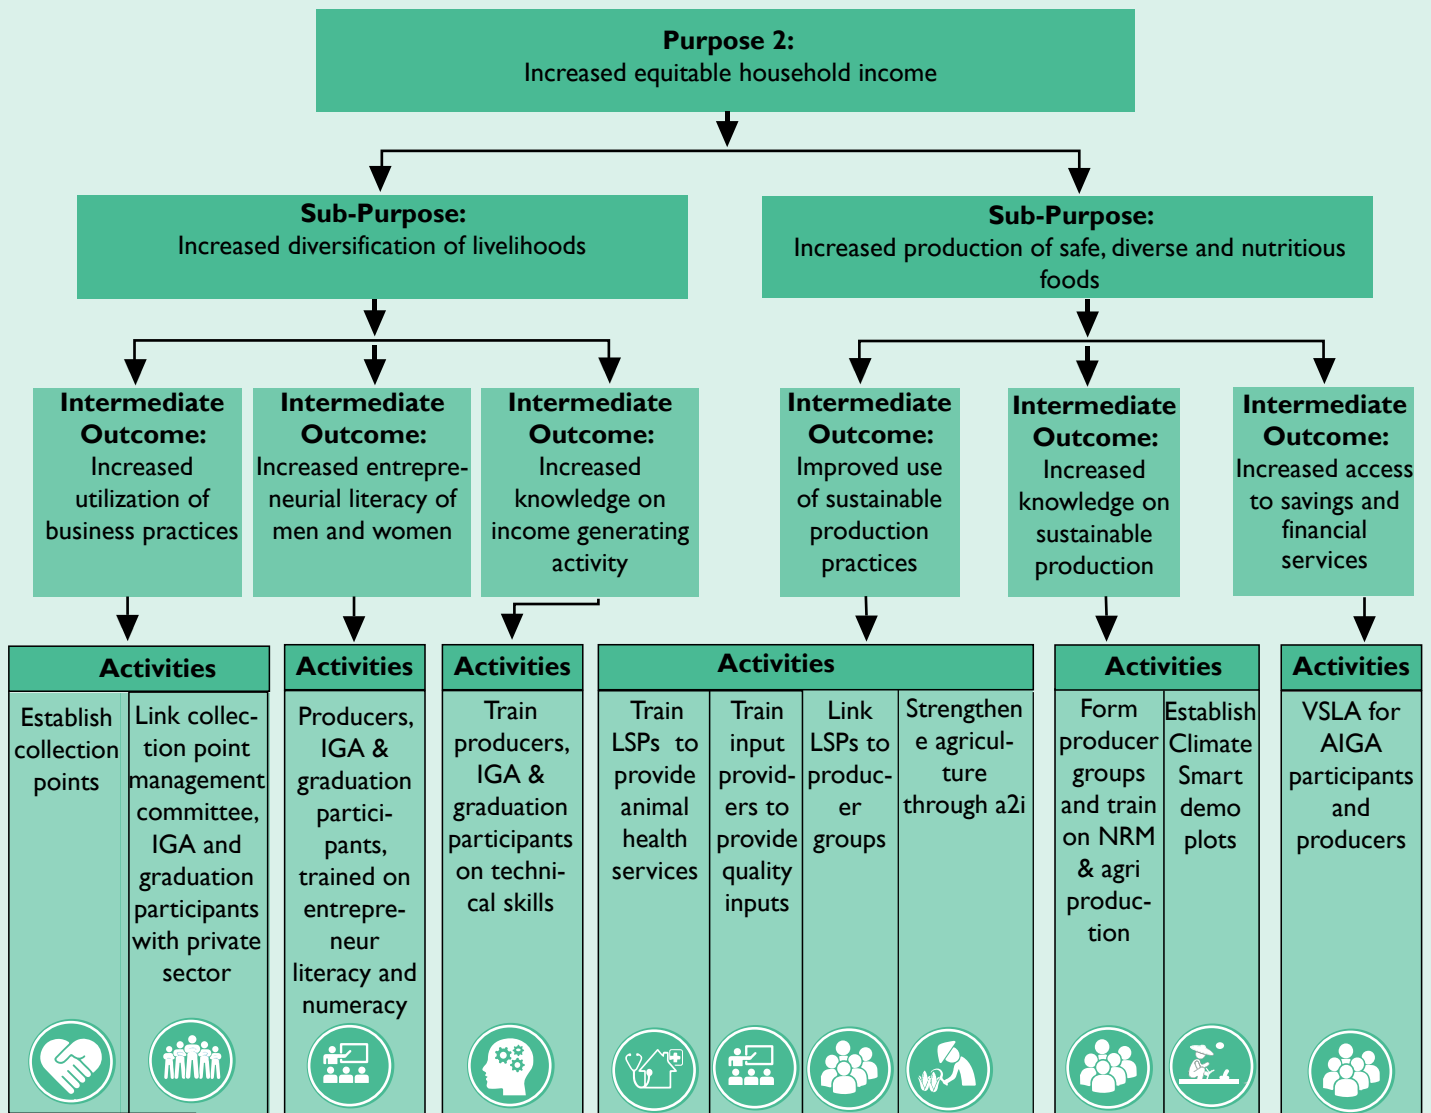 Purpose 2:
Increased equitable household income
Sub-Purpose:
Increased diversification of livelihoods
Sub-Purpose:
Increased production of safe, diverse and nutritious
foods
Intermediate
Outcome:
Increased
utilization of
business practices
Intermediate
Outcome:
Increased entrepre-
neurial literacy of
men and women
Intermediate
Outcome:
Increased
knowledge on
income generating
activity
Intermediate
Outcome:
Improved use
of sustainable
production
practices
Intermediate
Outcome:
Increased
knowledge on
sustainable
production
Intermediate
Outcome:
Increased access
to savings and
financial
services
Activities
Establish
collection
points
Link collec-
tion point
management
committee,
IGA and
graduation
participants
with private
sector
Activities
Producers,
IGA &
graduation
partici-
pants,
trained on
entrepre-
neur
literacy and
numeracy
Activities
Train
producers,
IGA &
graduation
participants
on techni-
cal skills
Activities
Train
LSPs to
provide
animal
health
services
Train
input
provid-
ers to
provide
quality
inputs
Link
LSPs to
produc-
er
groups
Strengthen
e agricul-
ture
through a2i
Activities
Form
producer
groups
and train
on NRM
& agri
produc-
tion
Establish
Climate
Smart
demo
plots
Activities
VSLA for
AIGA
participants
and
producers